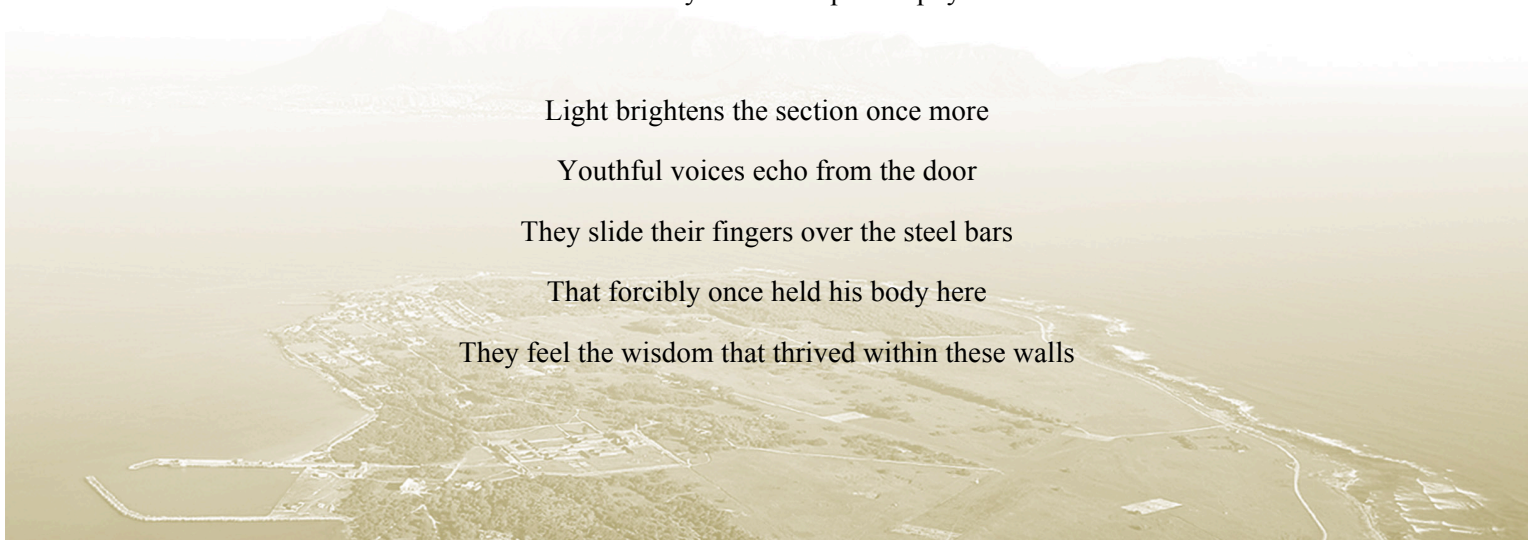 Light brightens the section once more
Youthful voices echo from the door
They slide their fingers over the steel bars
That forcibly once held his body here
They feel the wisdom that thrived within these walls